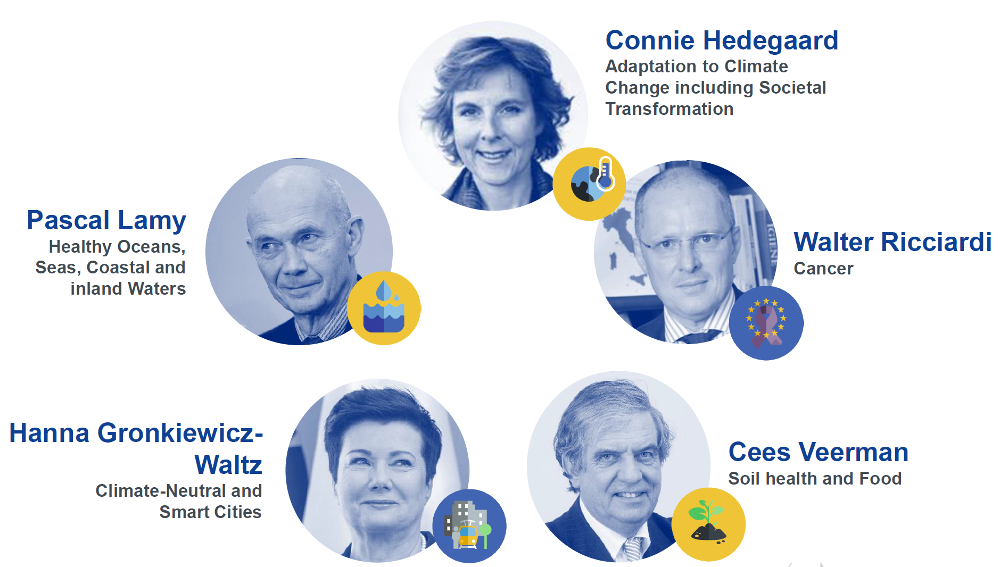 Connie Hedegaard
Adaptation to Climate
Change including Societal
Transformation
Pascal Lamy
Healthy Oceans,
Seas, Coastal and
inland Waters
Walter Ricciardi
Cancer
IGIENE
Hanna Gronkiewicz-
Waltz
Climate-Neutral and
Smart Cities
Cees Veerman
Soil health and Food